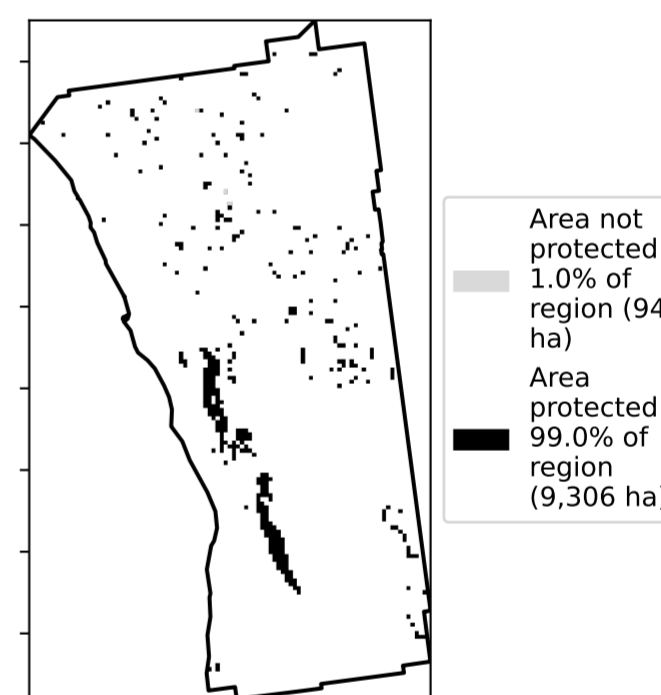 Area not
protected
1.0% of
region (94
ha)
Area
protected
99.0% of
region
(9,306 ha)